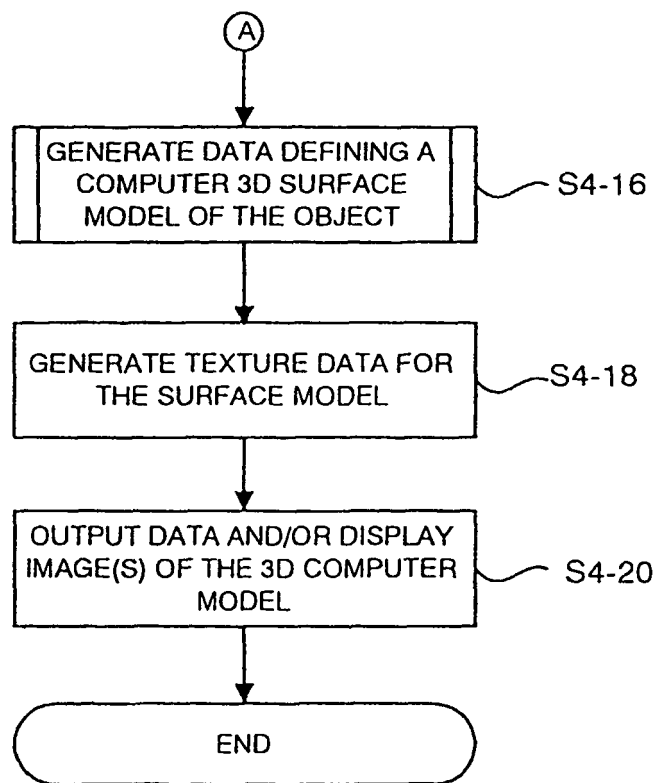 A
GENERATE DATA DEFINING A
COMPUTER 3D SURFACE
MODEL OF THE OBJECT
S4-16
GENERATE TEXTURE DATA FOR
THE SURFACE MODEL
S4-18
OUTPUT DATA AND/OR DISPLAY
IMAGE(S) OF THE 3D COMPUTER
MODEL
S4-20
END